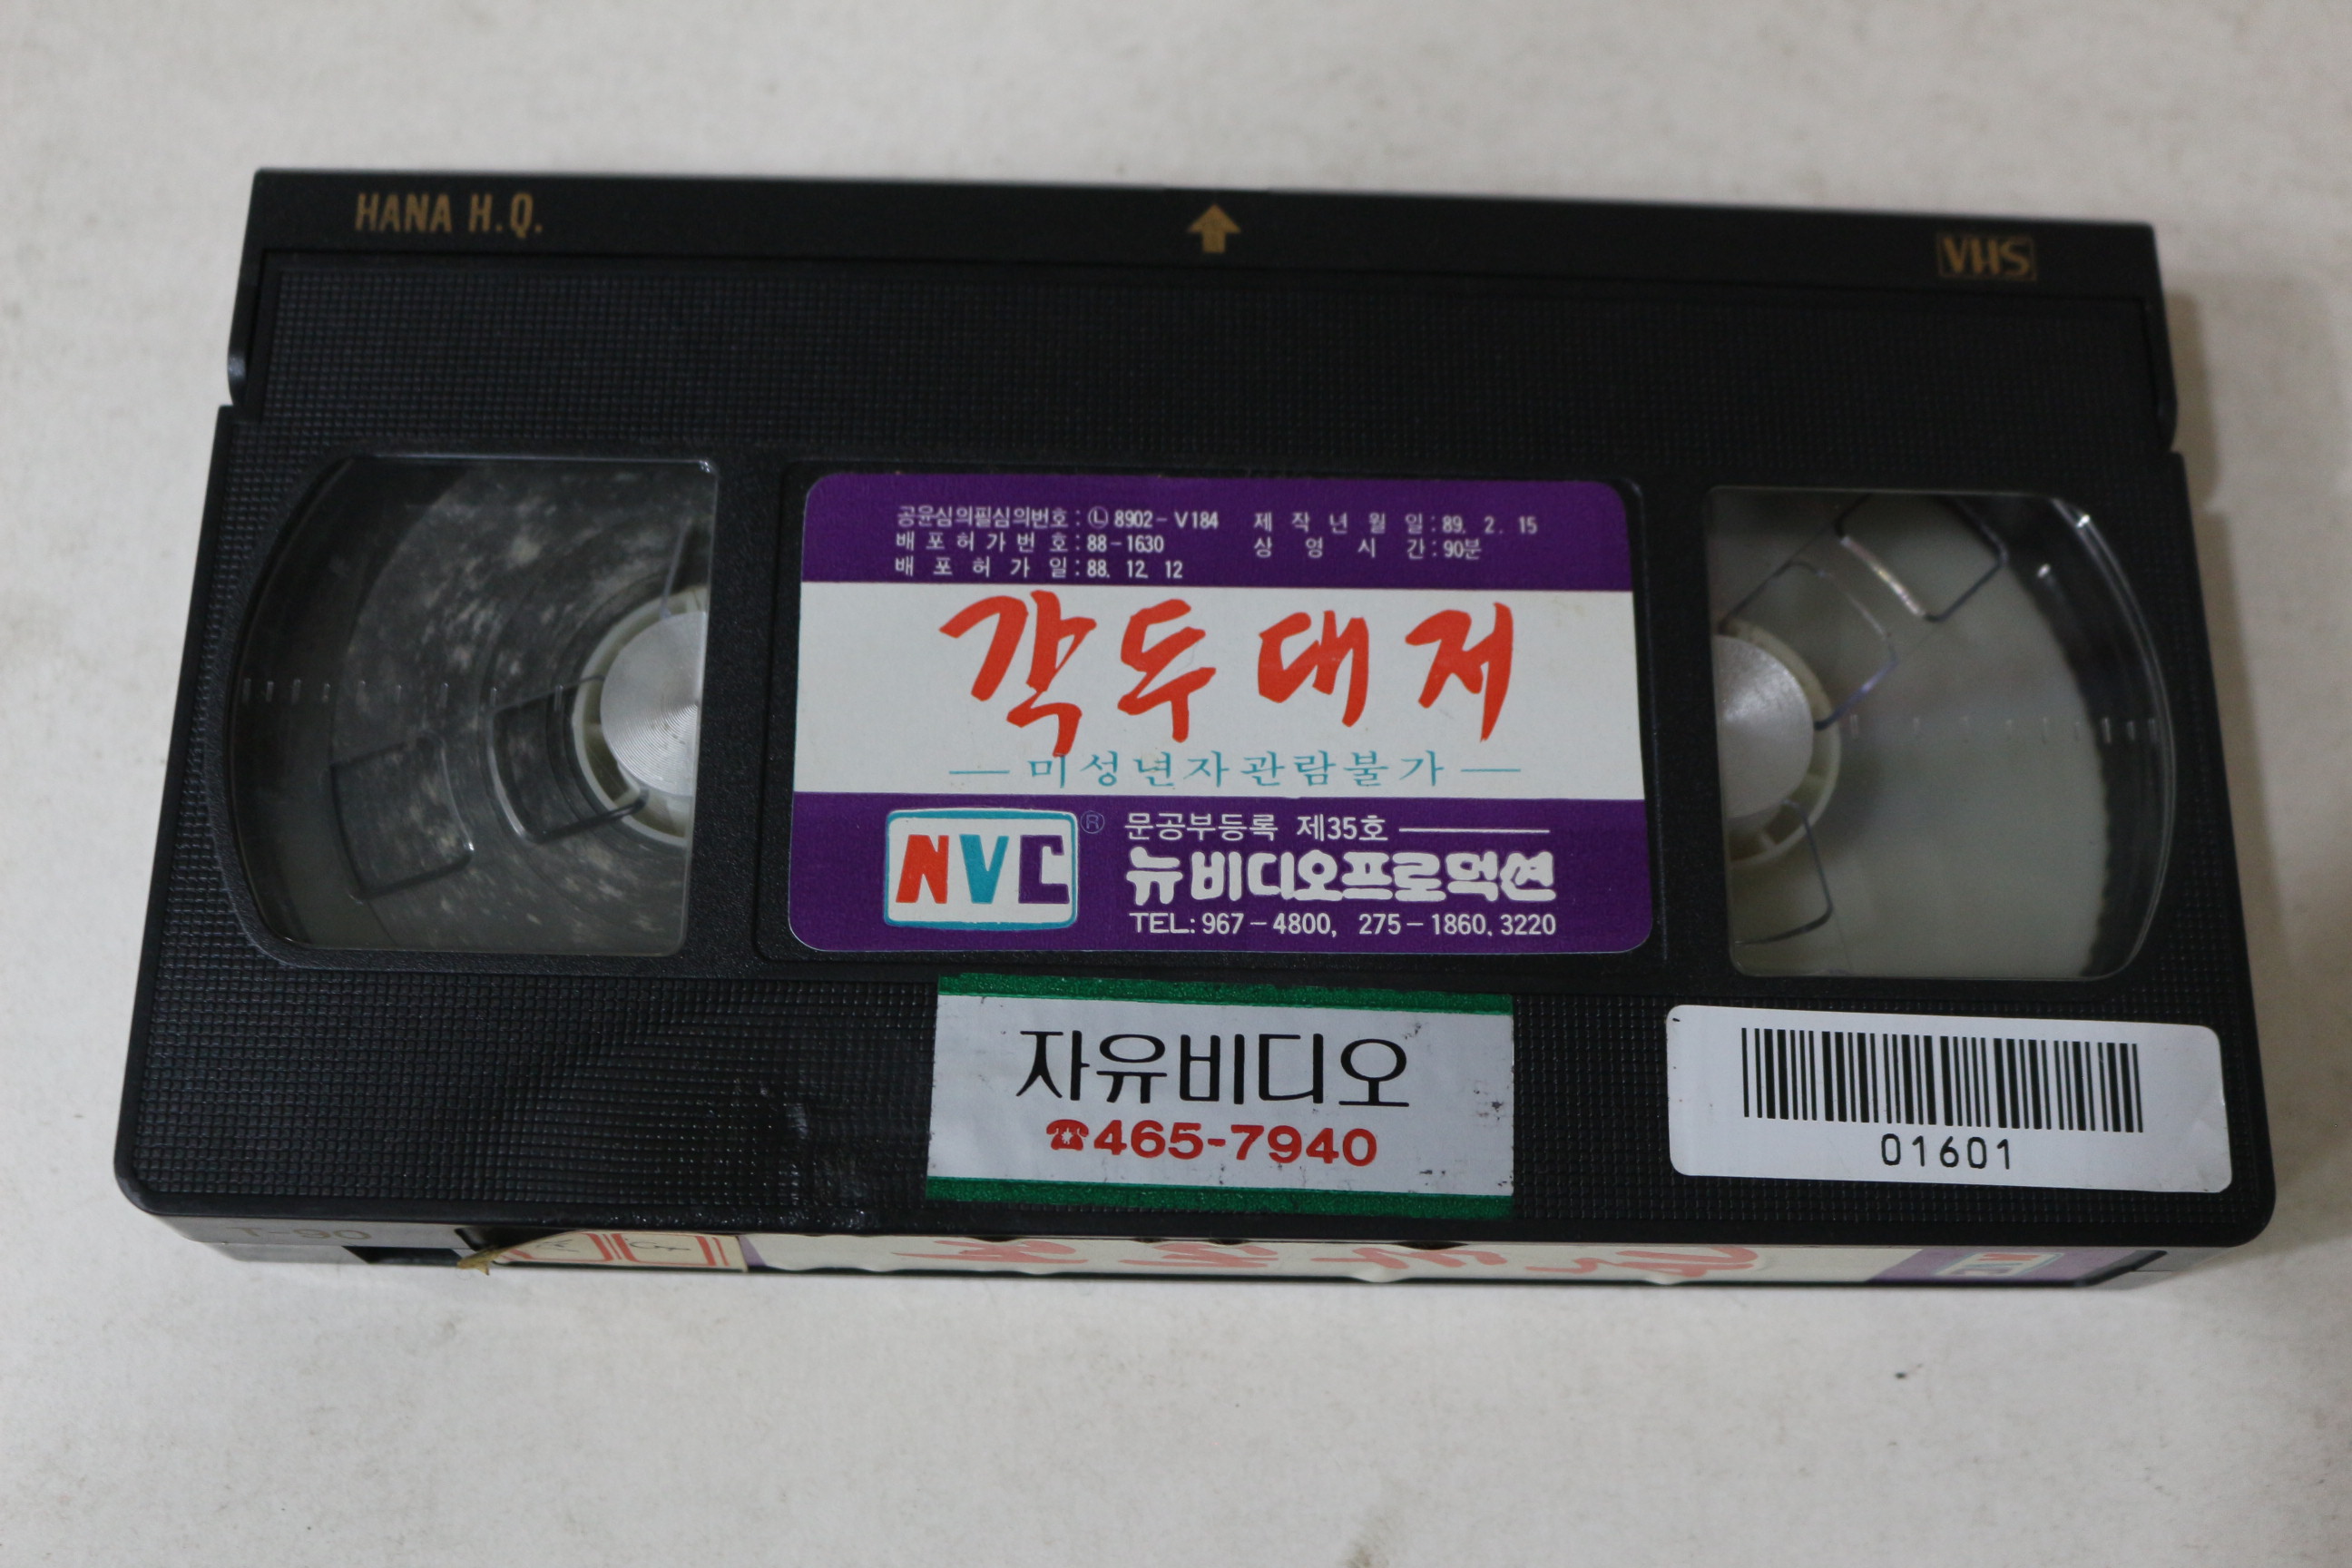 HANA H.Q.
VHS
공윤심의필심의번호 : Ⓛ 8902-V184
제작년월일 : 89. 2. 15
배포허가번호 : 88-1630
상영시간 : 90분
배포허가일 : 88. 12. 12
각두대저
— 미성년자관람불가 —
NVC ®
문공부등록 제35호
뉴비디오프로덕션
TEL: 967-4800, 275-1860, 3220
자유비디오
☎465-7940
01601
T-90